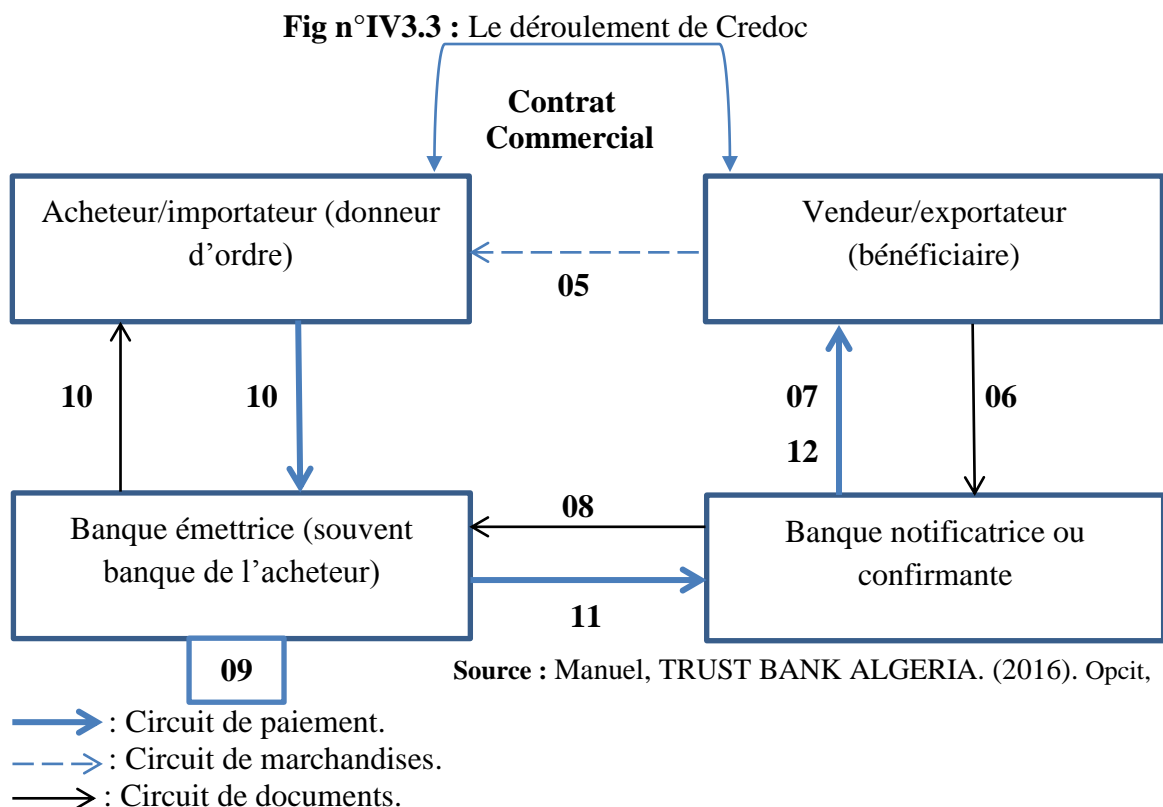 Fig n°IV3.3 : Le déroulement de Credoc
Contrat
Commercial
Acheteur/importateur (donneur
d’ordre)
Vendeur/exportateur
(bénéficiaire)
05
10
10
07
06
12
Banque émettrice (souvent
banque de l’acheteur)
08
Banque notificatrice ou
confirmante
11
09
Source : Manuel, TRUST BANK ALGERIA. (2016). Opcit,
: Circuit de paiement.
: Circuit de marchandises.
: Circuit de documents.